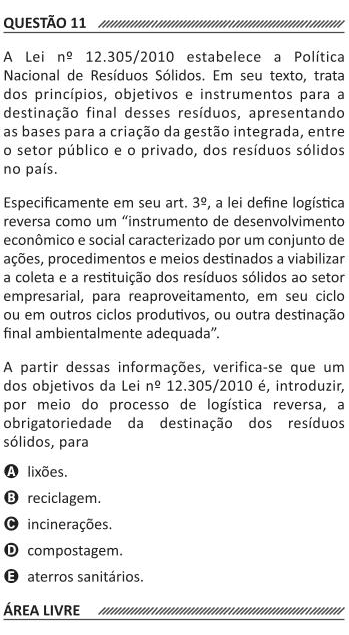 QUESTÃO 11
A Lei nº 12.305/2010 estabelece a Política
Nacional de Resíduos Sólidos. Em seu texto, trata
dos princípios, objetivos e instrumentos para a
destinação final desses resíduos, apresentando
as bases para a criação da gestão integrada, entre
o setor público e o privado, dos resíduos sólidos
no país.
Especificamente em seu art. 3º, a lei define logística
reversa como um “instrumento de desenvolvimento
econômico e social caracterizado por um conjunto de
ações, procedimentos e meios destinados a viabilizar
a coleta e a restituição dos resíduos sólidos ao setor
empresarial, para reaproveitamento, em seu ciclo
ou em outros ciclos produtivos, ou outra destinação
final ambientalmente adequada”.
A partir dessas informações, verifica-se que um
dos objetivos da Lei nº 12.305/2010 é, introduzir,
por meio do processo de logística reversa, a
obrigatoriedade da destinação dos resíduos
sólidos, para
A lixões.
B reciclagem.
C incinerações.
D compostagem.
E aterros sanitários.
ÁREA LIVRE